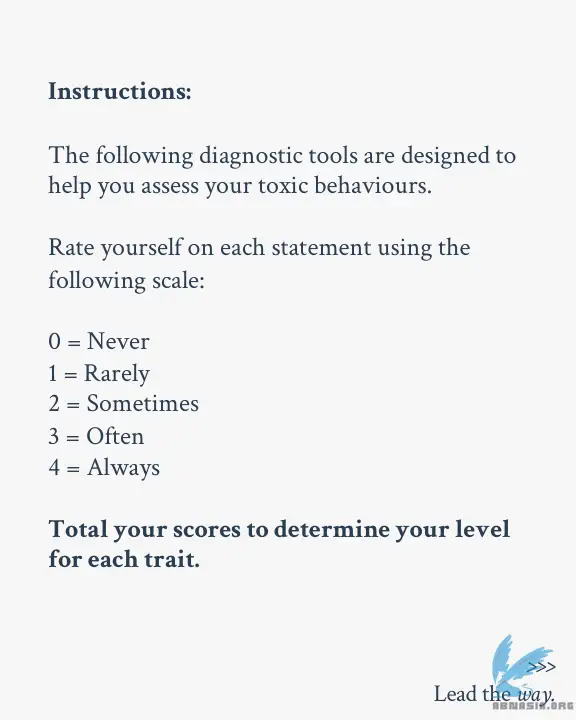 Instructions:
The following diagnostic tools are designed to
help you assess your toxic behaviours.
Rate yourself on each statement using the
following scale:
0 = Never
1 = Rarely
2 = Sometimes
3 = Often
4 = Always
Total your scores to determine your level
for each trait.
>>>
Lead the way.
ABNASIA.ORG